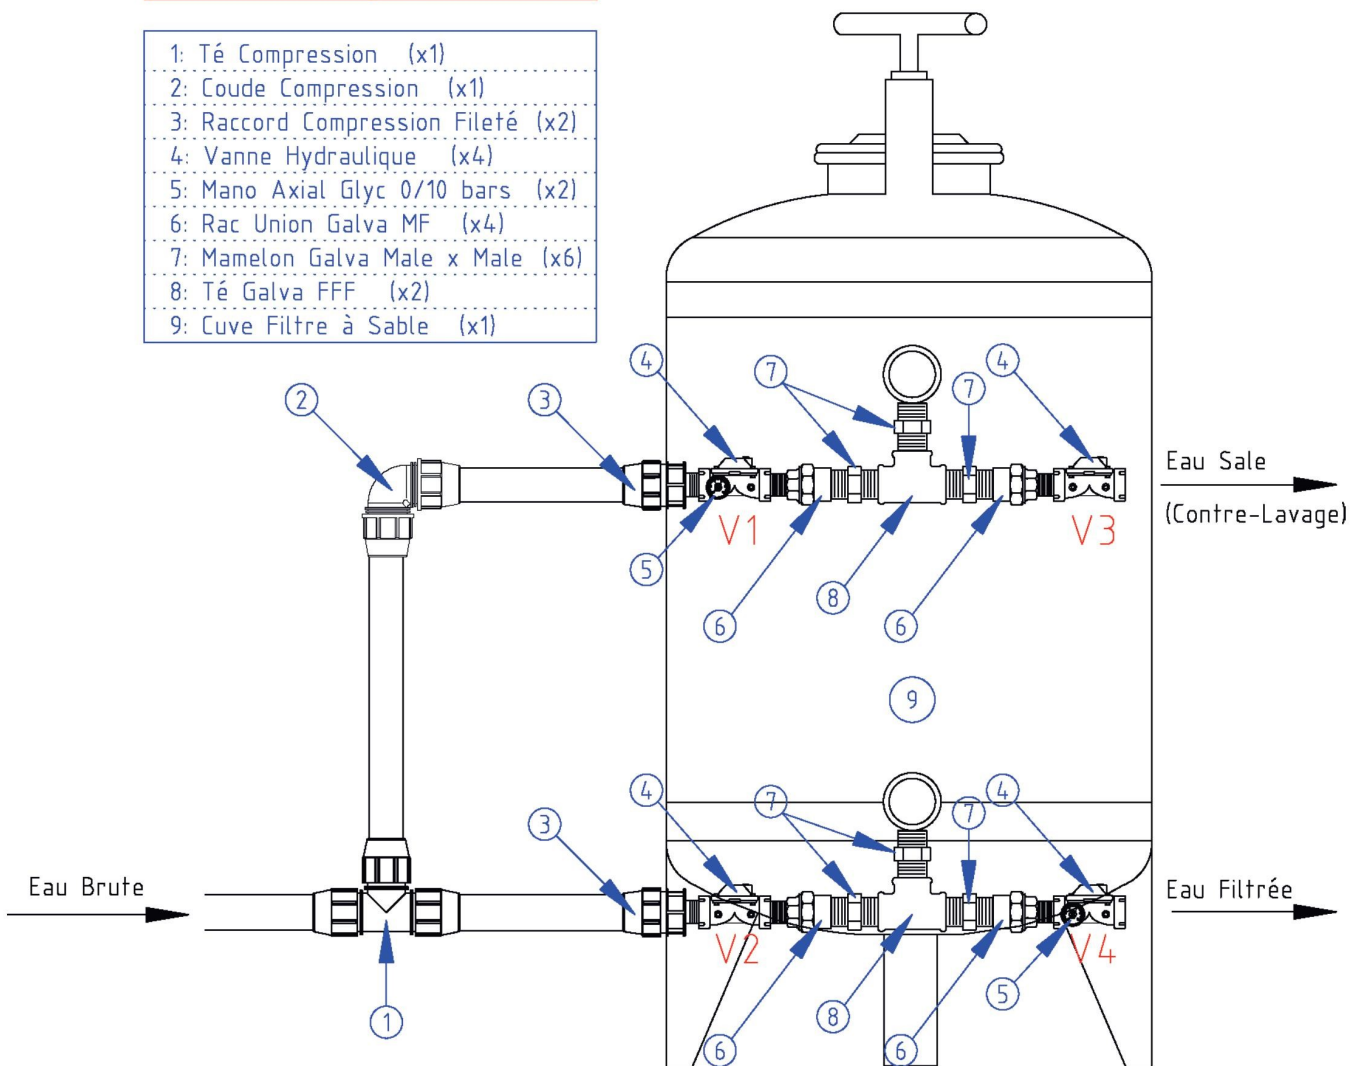 1: Té Compression (x1)
2: Coude Compression (x1)
3: Raccord Compression Fileté (x2)
4: Vanne Hydraulique (x4)
5: Mano Axial Glyc 0/10 bars (x2)
6: Rac Union Galva MF (x4)
7: Mamelon Galva Male x Male (x6)
8: Té Galva FFF (x2)
9: Cuve Filtre à Sable (x1)
4
7
4
7
2
3
Eau Sale
(Contre-Lavage)
V1
V3
5
8
6
6
9
4
7
4
7
3
Eau Brute
Eau Filtrée
V2
V4
5
1
8
6
6